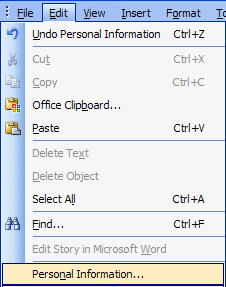 File Edit View Insert Format
Undo Personal Information Ctrl+Z
Cut Ctrl+X
Copy Ctrl+C
Office Clipboard...
Paste Ctrl+V
Delete Text
Delete Object
Select All Ctrl+A
Find... Ctrl+F
Edit Story in Microsoft Word
Personal Information...